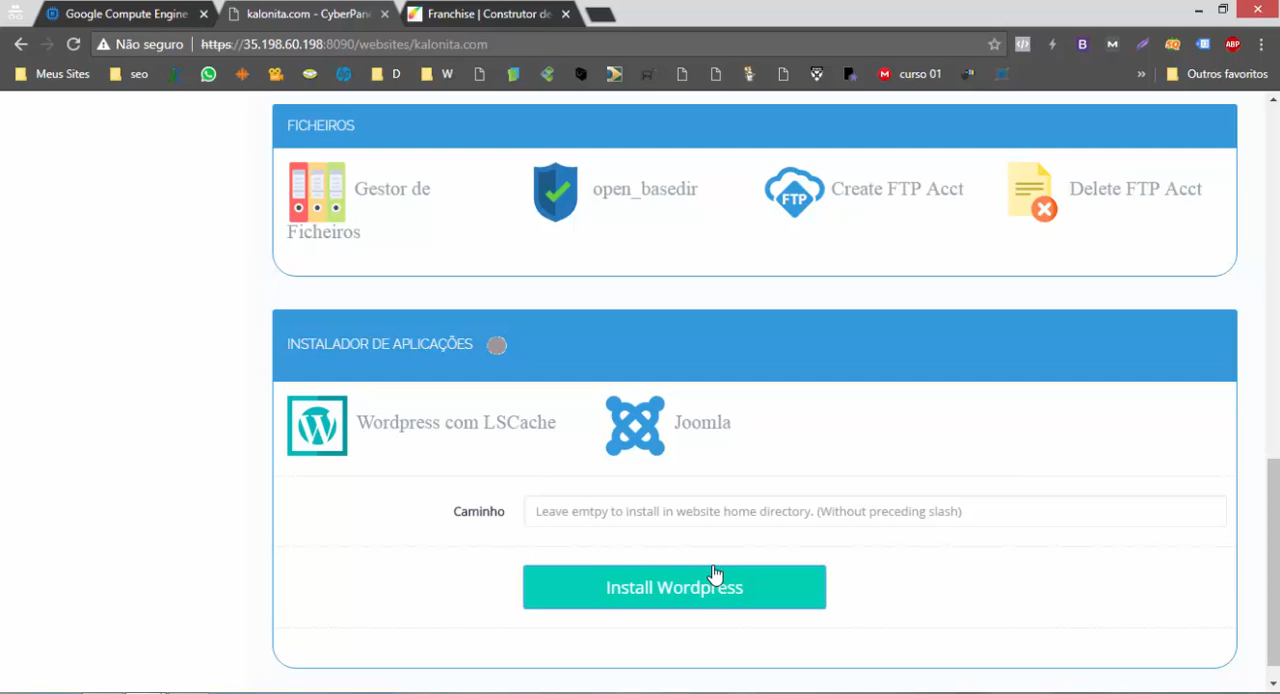 Google Compute Engine
kalonita.com - CyberPan
Franchise | Construtor de
Não seguro
https://35.198.60.198:8090/websites/kalonita.com
B
M
ABP
Meus Sites
seo
D
W
M
curso 01
»
Outros favoritos
FICHEIROS
Gestor de
Ficheiros
open_basedir
FTP
Create FTP Acct
Delete FTP Acct
INSTALADOR DE APLICAÇÕES
W
Wordpress com LSCache
Joomla
Caminho
Leave emtpy to install in website home directory. (Without preceding slash)
Install Wordpress